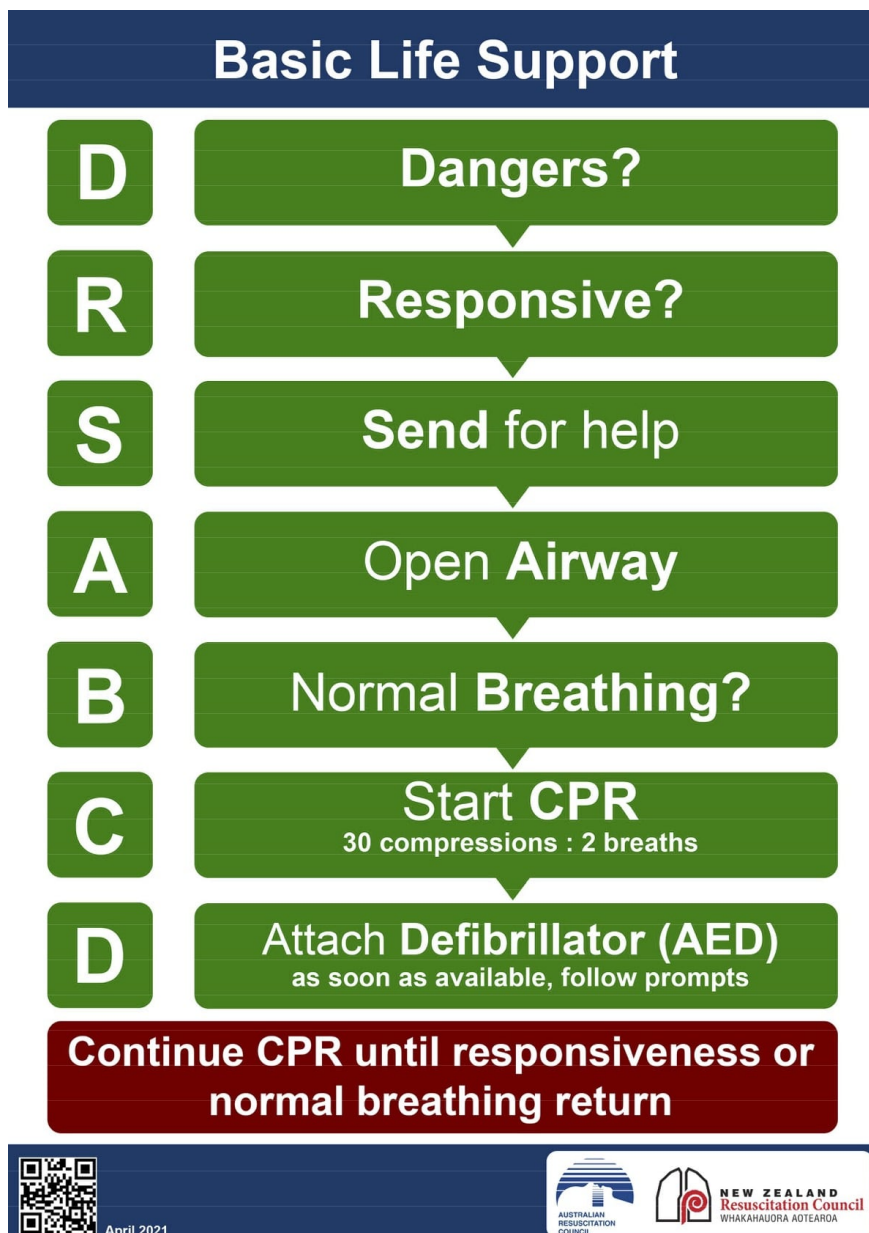 Basic Life Support
D
Dangers?
R
Responsive?
S
Send for help
A
Open Airway
B
Normal Breathing?
C
Start CPR
30 compressions : 2 breaths
D
Attach Defibrillator (AED)
as soon as available, follow prompts
Continue CPR until responsiveness or
normal breathing return
April 2021
AUSTRALIAN
RESUSCITATION
COUNCIL
NEW ZEALAND
Resuscitation Council
WHAKAHAUORA AOTEAROA